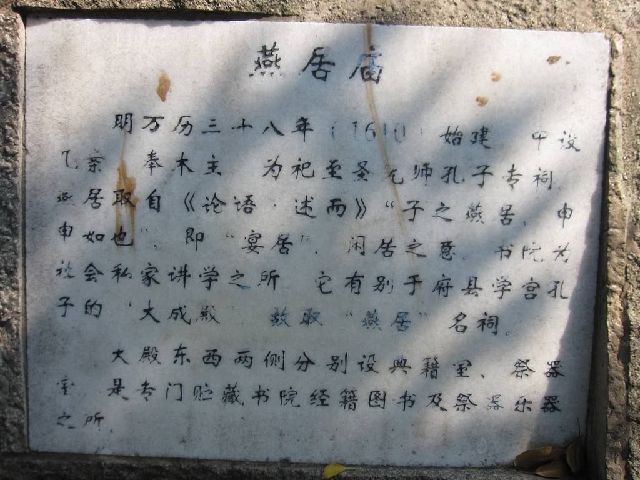 燕居庙
明万历三十八年（1610）始建 中设
孔亲 奉木主 为祀至圣先师孔子专祠
燕居取自《论语·述而》“子之燕居，申
申如也”，即“宴居”、闲居之意。书院为
社会私家讲学之所 它有别于府县学宫孔
子的“大成殿” 故取“燕居”名祠。
大殿东西两侧分别设典籍室、祭器
室 是专门贮藏书院经籍图书及祭器乐器
之所.